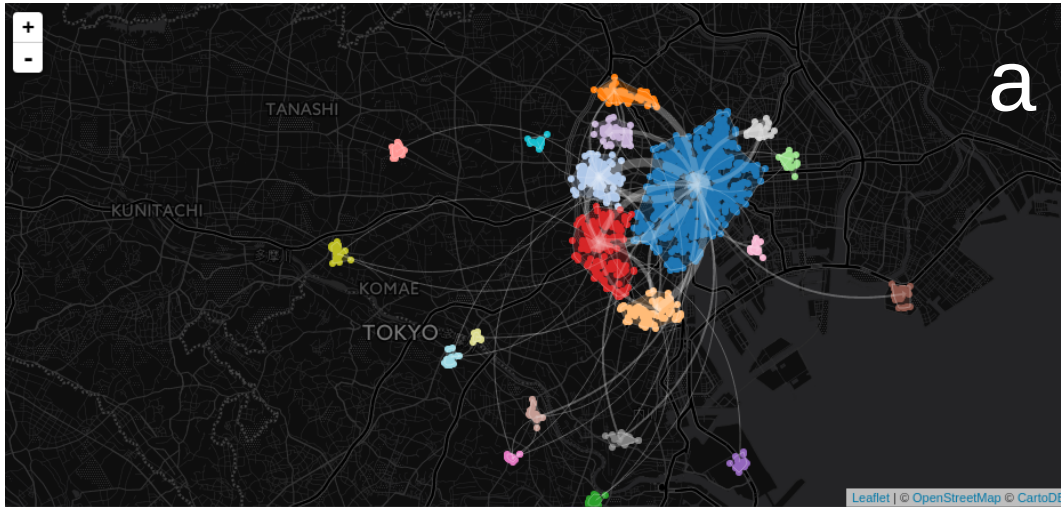 +
-
a
TANASHI
KUNITACHI
KOMAE
TOKYO
Leaflet | © OpenStreetMap © CartoDB